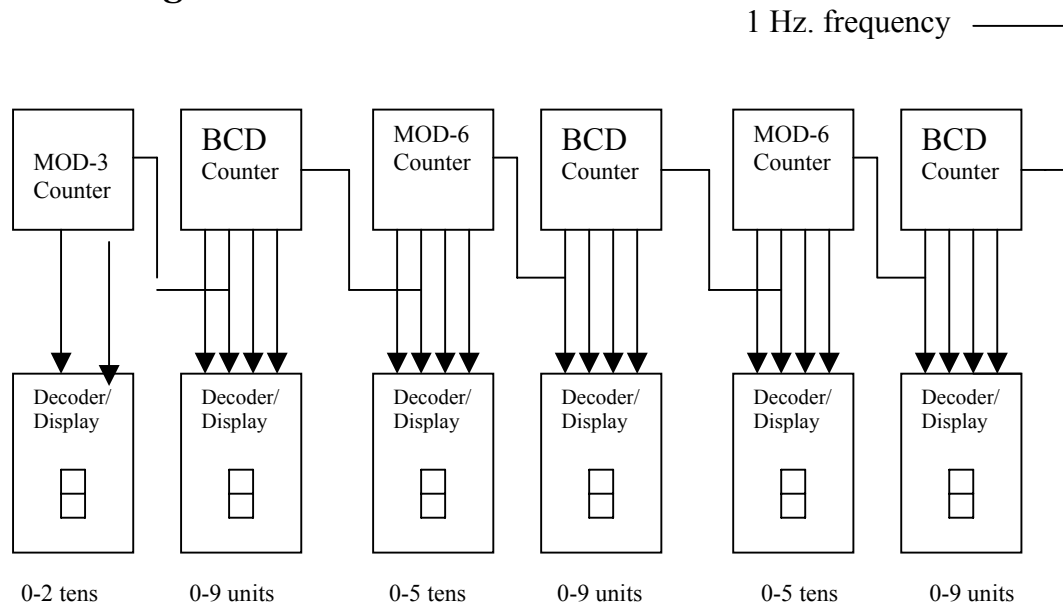 1 Hz. frequency
MOD-3
Counter
BCD
Counter
MOD-6
Counter
BCD
Counter
MOD-6
Counter
BCD
Counter
Decoder/
Display
Decoder/
Display
Decoder/
Display
Decoder/
Display
Decoder/
Display
Decoder/
Display
0-2 tens
0-9 units
0-5 tens
0-9 units
0-5 tens
0-9 units